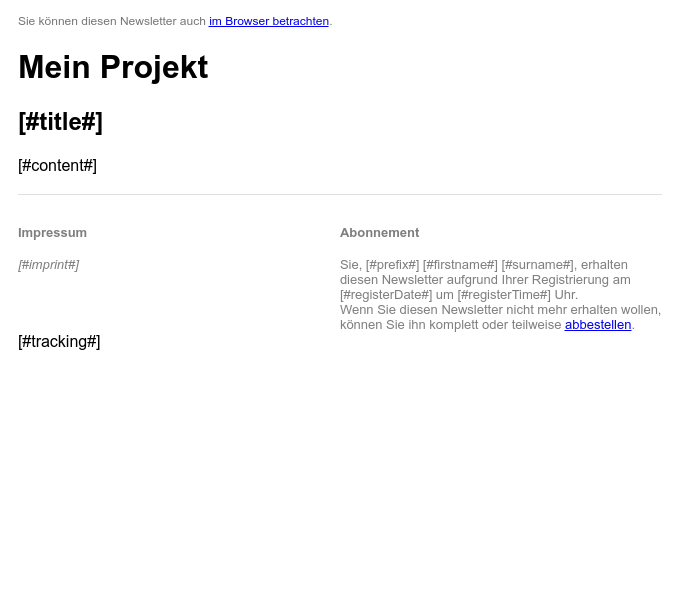 Sie können diesen Newsletter auch im Browser betrachten.
Mein Projekt
[#title#]
[#content#]
Impressum
[#imprint#]
Abonnement
Sie, [#prefix#] [#firstname#] [#surname#], erhalten
diesen Newsletter aufgrund Ihrer Registrierung am
[#registerDate#] um [#registerTime#] Uhr.
Wenn Sie diesen Newsletter nicht mehr erhalten wollen,
können Sie ihn komplett oder teilweise abbestellen.
[#tracking#]